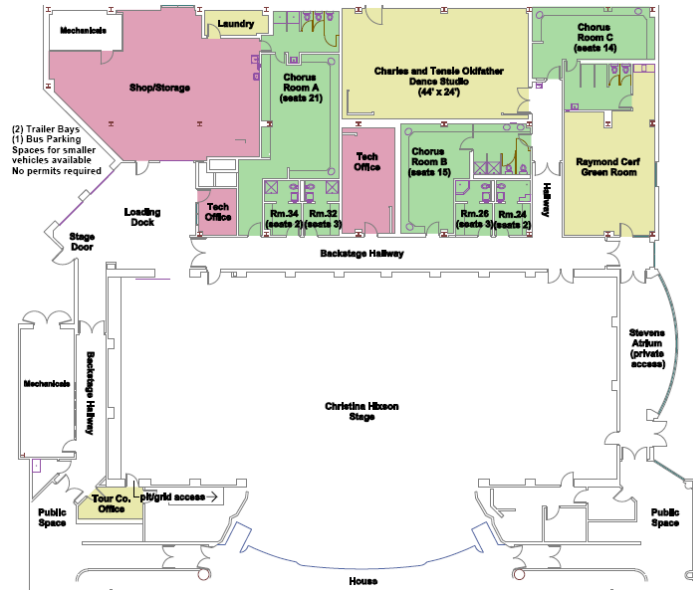 Mechanicals
Laundry
Shop/Storage
Chorus
Room A
(seats 21)
Charles and Tensie Oldfather
Dance Studio
(44' x 24')
Chorus
Room C
(seats 14)
(2) Trailer Bays
(1) Bus Parking
Spaces for smaller
vehicles available
No permits required
Tech
Office
Chorus
Room B
(seats 15)
Raymond Cerf
Green Room
Loading
Dock
Tech
Office
Rm.34
(seats 2)
Rm.32
(seats 3)
Rm.26
(seats 3)
Rm.24
(seats 2)
Hallway
Stage
Door
Backstage Hallway
Stevens
Atrium
(private
access)
Mechanicals
Backstage Hallway
Christina Hixson
Stage
pit/grid access
Tour Co.
Office
Public
Space
Public
Space
House